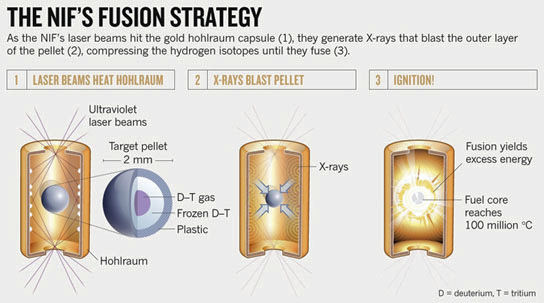 THE NIF'S FUSION STRATEGY
As the NIF's laser beams hit the gold hohlraum capsule (1), they generate X-rays that blast the outer layer
of the pellet (2), compressing the hydrogen isotopes until they fuse (3).
1 LASER BEAMS HEAT HOHLRAUM
2 X-RAYS BLAST PELLET
3 IGNITION!
Ultraviolet
laser beams
Target pellet
2 mm
D–T gas
Frozen D–T
Plastic
Hohlraum
X-rays
Fusion yields
excess energy
Fuel core
reaches
100 million °C
D = deuterium, T = tritium